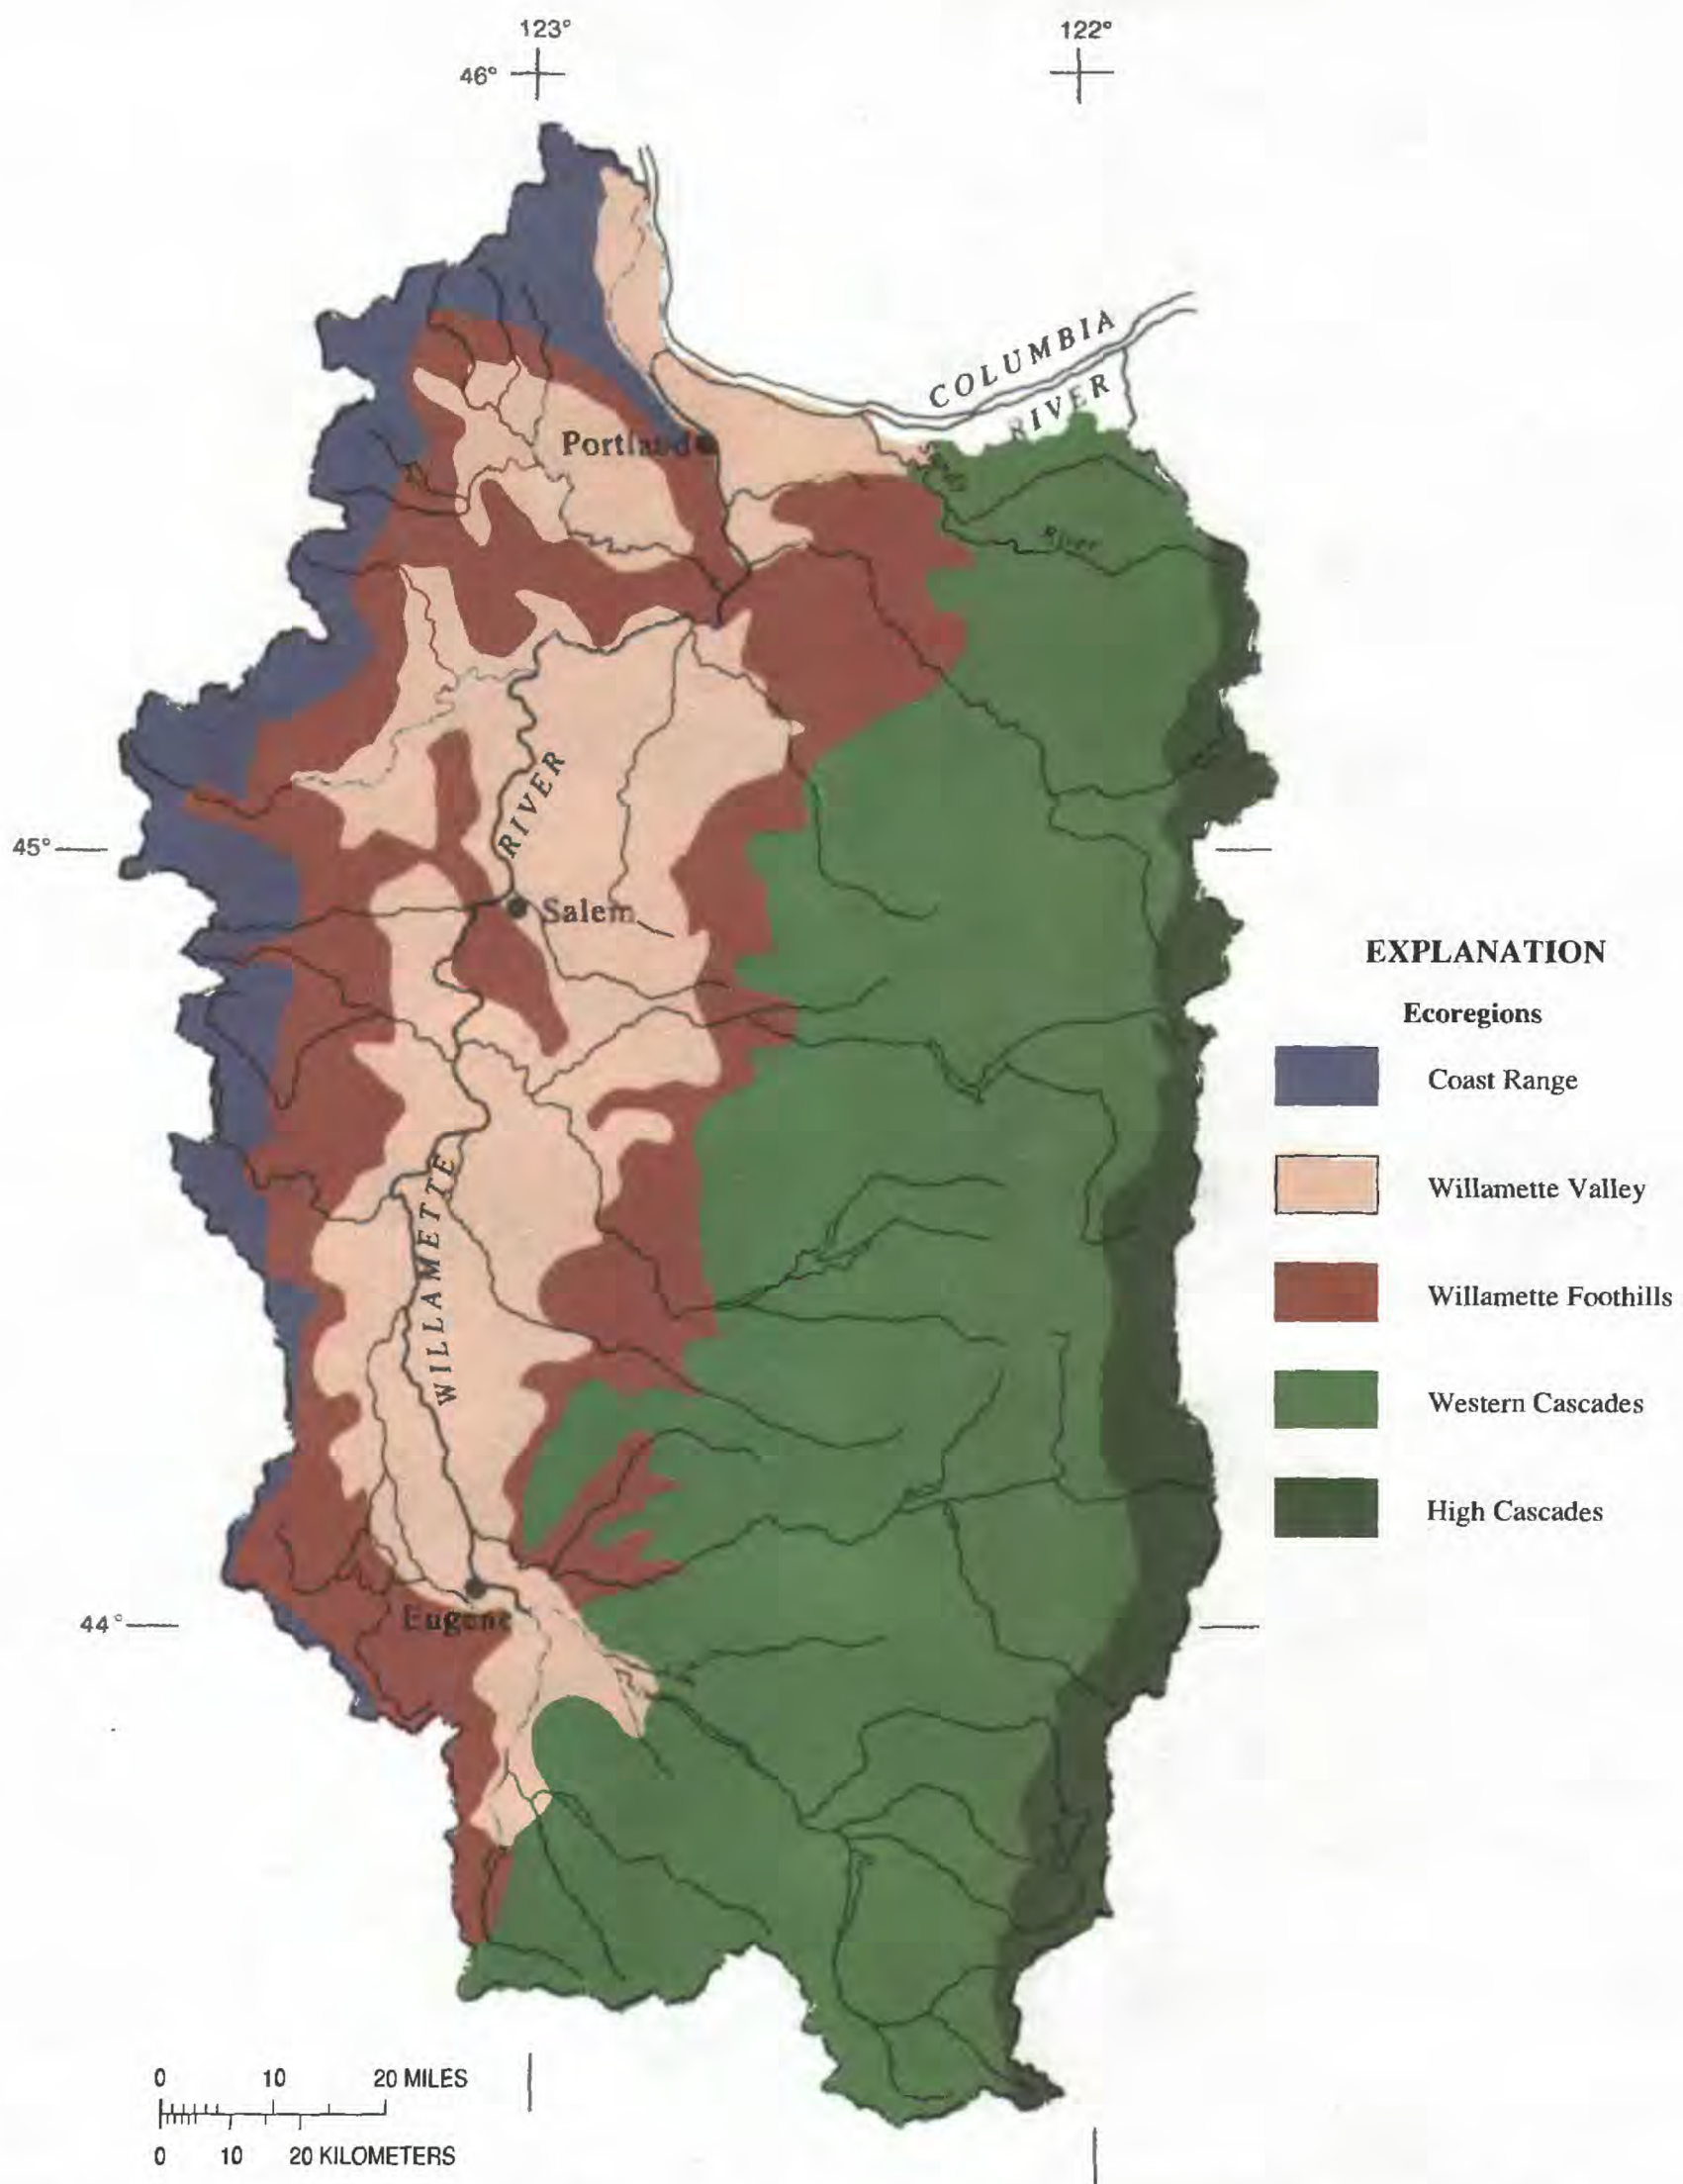 123°
122°
46°
COLUMBIA
RIVER
Portland
Sandy
River
RIVER
45°
Salem
WILLAMETTE
44°
Eugene
EXPLANATION
Ecoregions
Coast Range
Willamette Valley
Willamette Foothills
Western Cascades
High Cascades
0 10 20 MILES
0 10 20 KILOMETERS